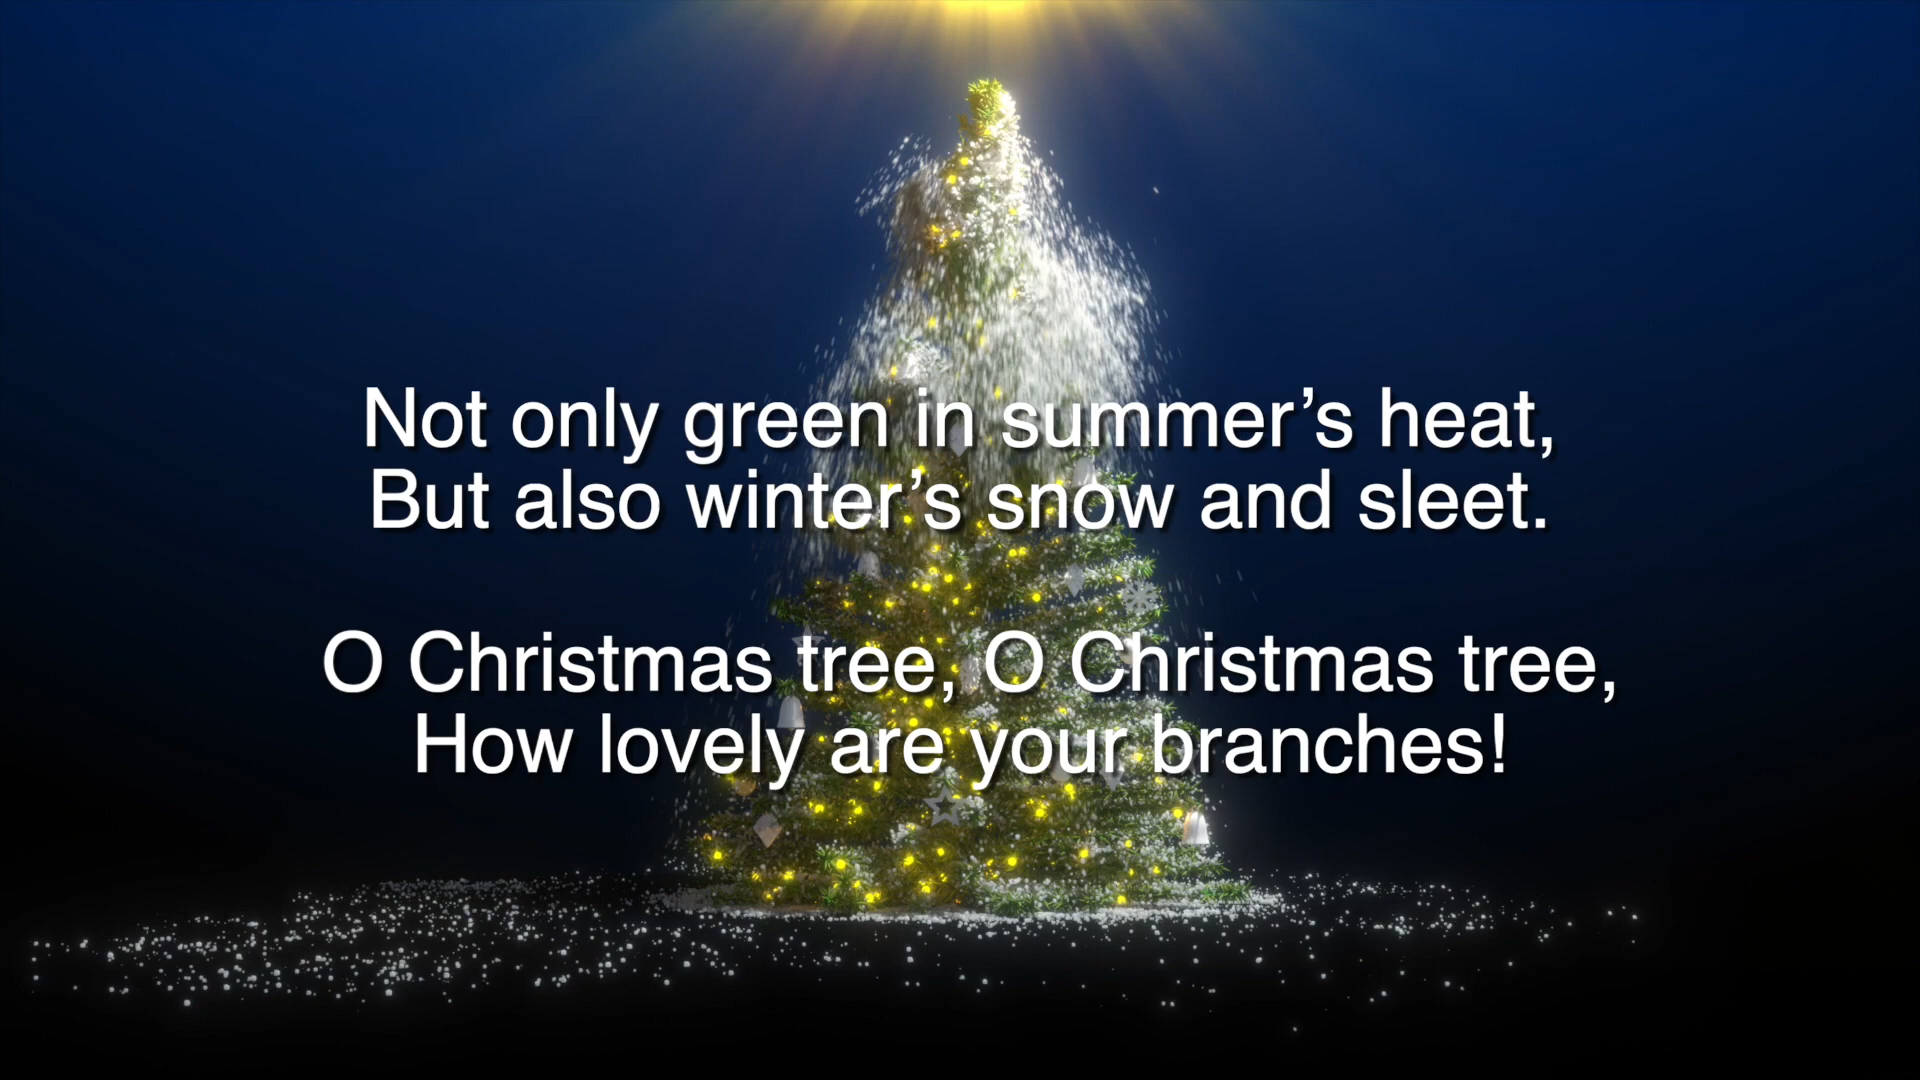 Not only green in summer’s heat,
But also winter’s snow and sleet.
O Christmas tree, O Christmas tree,
How lovely are your branches!